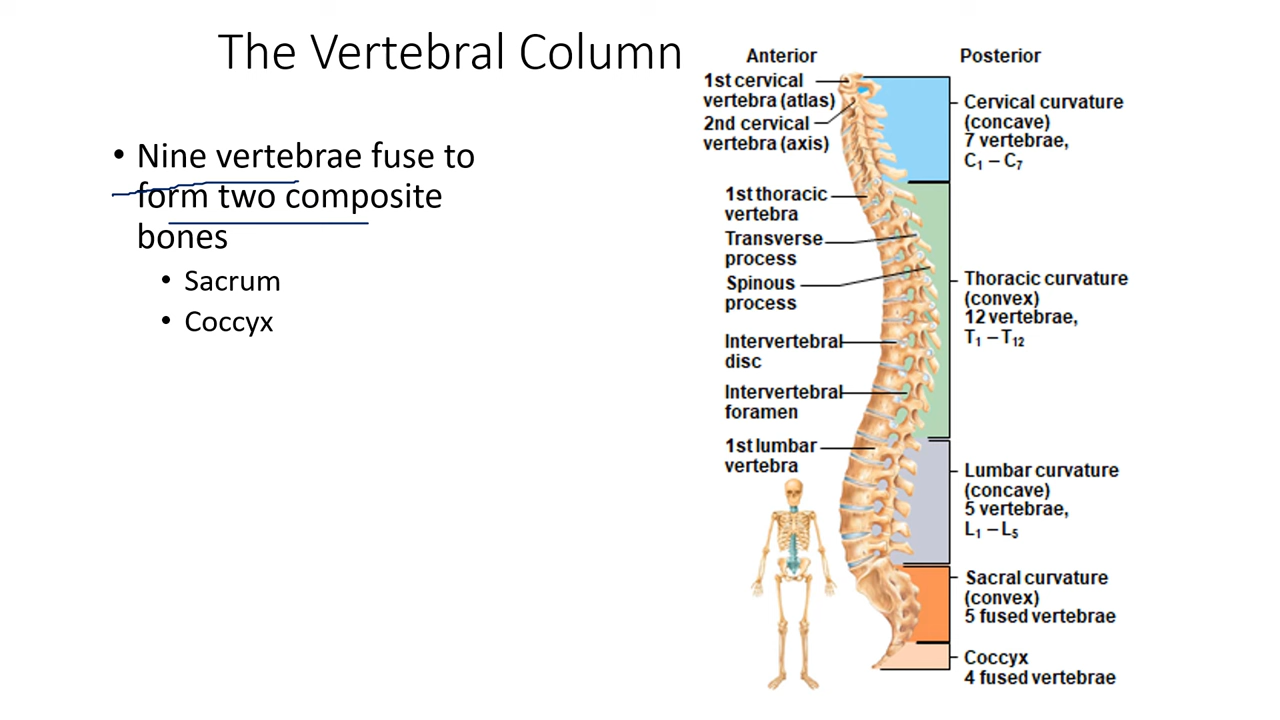 The Vertebral Column
• Nine vertebrae fuse to
form two composite
bones
• Sacrum
• Coccyx
Anterior
1st cervical
vertebra (atlas)
2nd cervical
vertebra (axis)
1st thoracic
vertebra
Transverse
process
Spinous
process
Intervertebral
disc
Intervertebral
foramen
1st lumbar
vertebra
Posterior
Cervical curvature
(concave)
7 vertebrae,
C₁ – C₇
Thoracic curvature
(convex)
12 vertebrae,
T₁ – T₁₂
Lumbar curvature
(concave)
5 vertebrae,
L₁ – L₅
Sacral curvature
(convex)
5 fused vertebrae
Coccyx
4 fused vertebrae